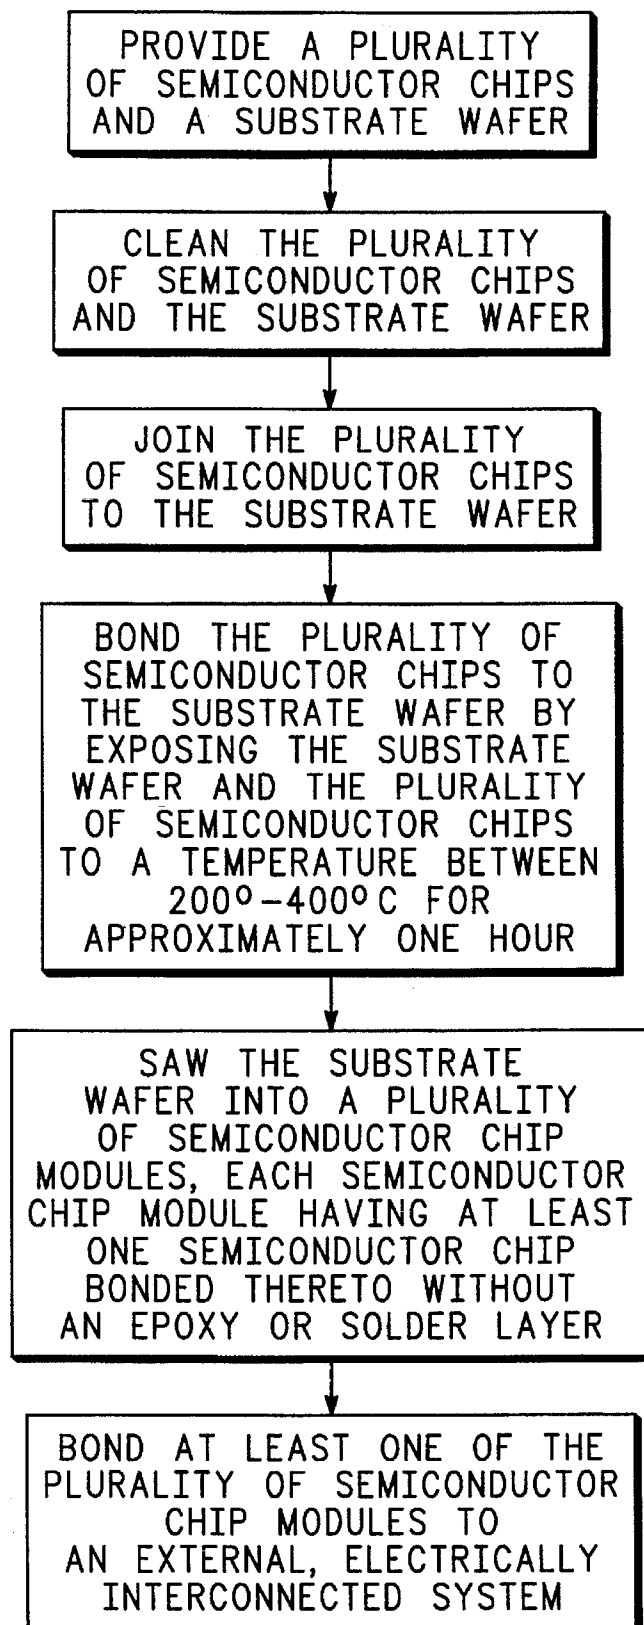 PROVIDE A PLURALITY
OF SEMICONDUCTOR CHIPS
AND A SUBSTRATE WAFER
CLEAN THE PLURALITY
OF SEMICONDUCTOR CHIPS
AND THE SUBSTRATE WAFER
JOIN THE PLURALITY
OF SEMICONDUCTOR CHIPS
TO THE SUBSTRATE WAFER
BOND THE PLURALITY OF
SEMICONDUCTOR CHIPS TO
THE SUBSTRATE WAFER BY
EXPOSING THE SUBSTRATE
WAFER AND THE PLURALITY
OF SEMICONDUCTOR CHIPS
TO A TEMPERATURE BETWEEN
200º-400ºC FOR
APPROXIMATELY ONE HOUR
SAW THE SUBSTRATE
WAFER INTO A PLURALITY
OF SEMICONDUCTOR CHIP
MODULES, EACH SEMICONDUCTOR
CHIP MODULE HAVING AT LEAST
ONE SEMICONDUCTOR CHIP
BONDED THERETO WITHOUT
AN EPOXY OR SOLDER LAYER
BOND AT LEAST ONE OF THE
PLURALITY OF SEMICONDUCTOR
CHIP MODULES TO
AN EXTERNAL, ELECTRICALLY
INTERCONNECTED SYSTEM